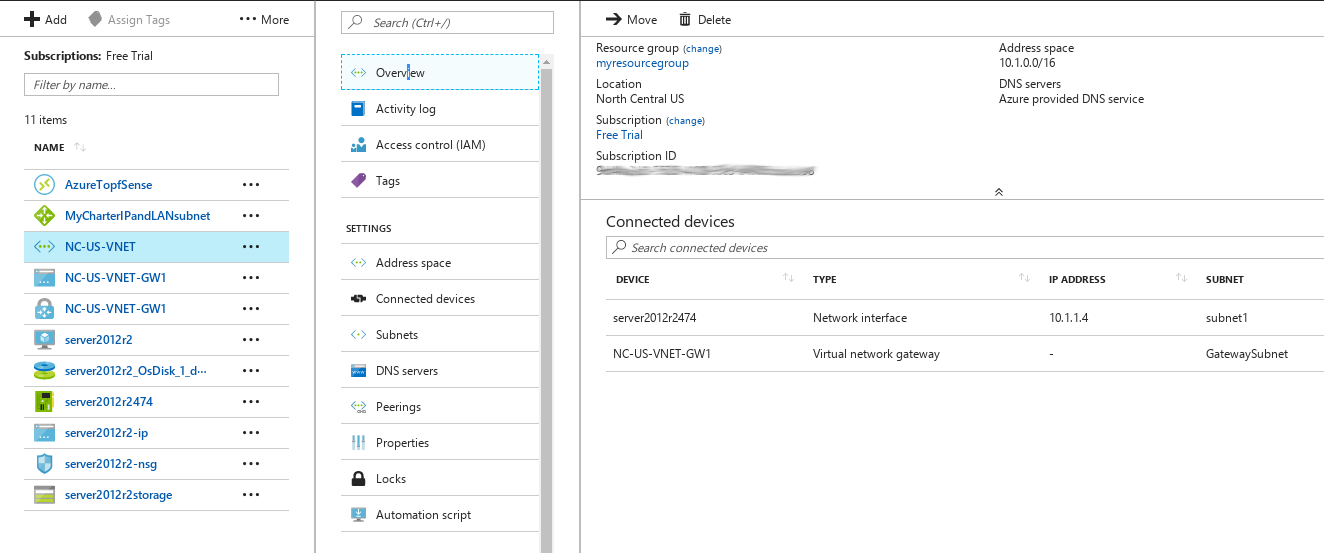 Add Assign Tags ··· More
Subscriptions: Free Trial
Filter by name...
11 items
NAME
AzureTopfSense ···
MyCharterIPandLANsubnet ···
NC-US-VNET ···
NC-US-VNET-GW1 ···
NC-US-VNET-GW1 ···
server2012r2 ···
server2012r2_OsDisk_1_d··· ···
server2012r2474 ···
server2012r2-ip ···
server2012r2-nsg ···
server2012r2storage ···
Search (Ctrl+/)
Overview
Activity log
Access control (IAM)
Tags
SETTINGS
Address space
Connected devices
Subnets
DNS servers
Peerings
Properties
Locks
Automation script
Move Delete
Resource group (change)
myresourcegroup
Location
North Central US
Subscription (change)
Free Trial
Subscription ID
Address space
10.1.0.0/16
DNS servers
Azure provided DNS service
Connected devices
Search connected devices
DEVICE TYPE IP ADDRESS SUBNET
server2012r2474 Network interface 10.1.1.4 subnet1
NC-US-VNET-GW1 Virtual network gateway - GatewaySubnet